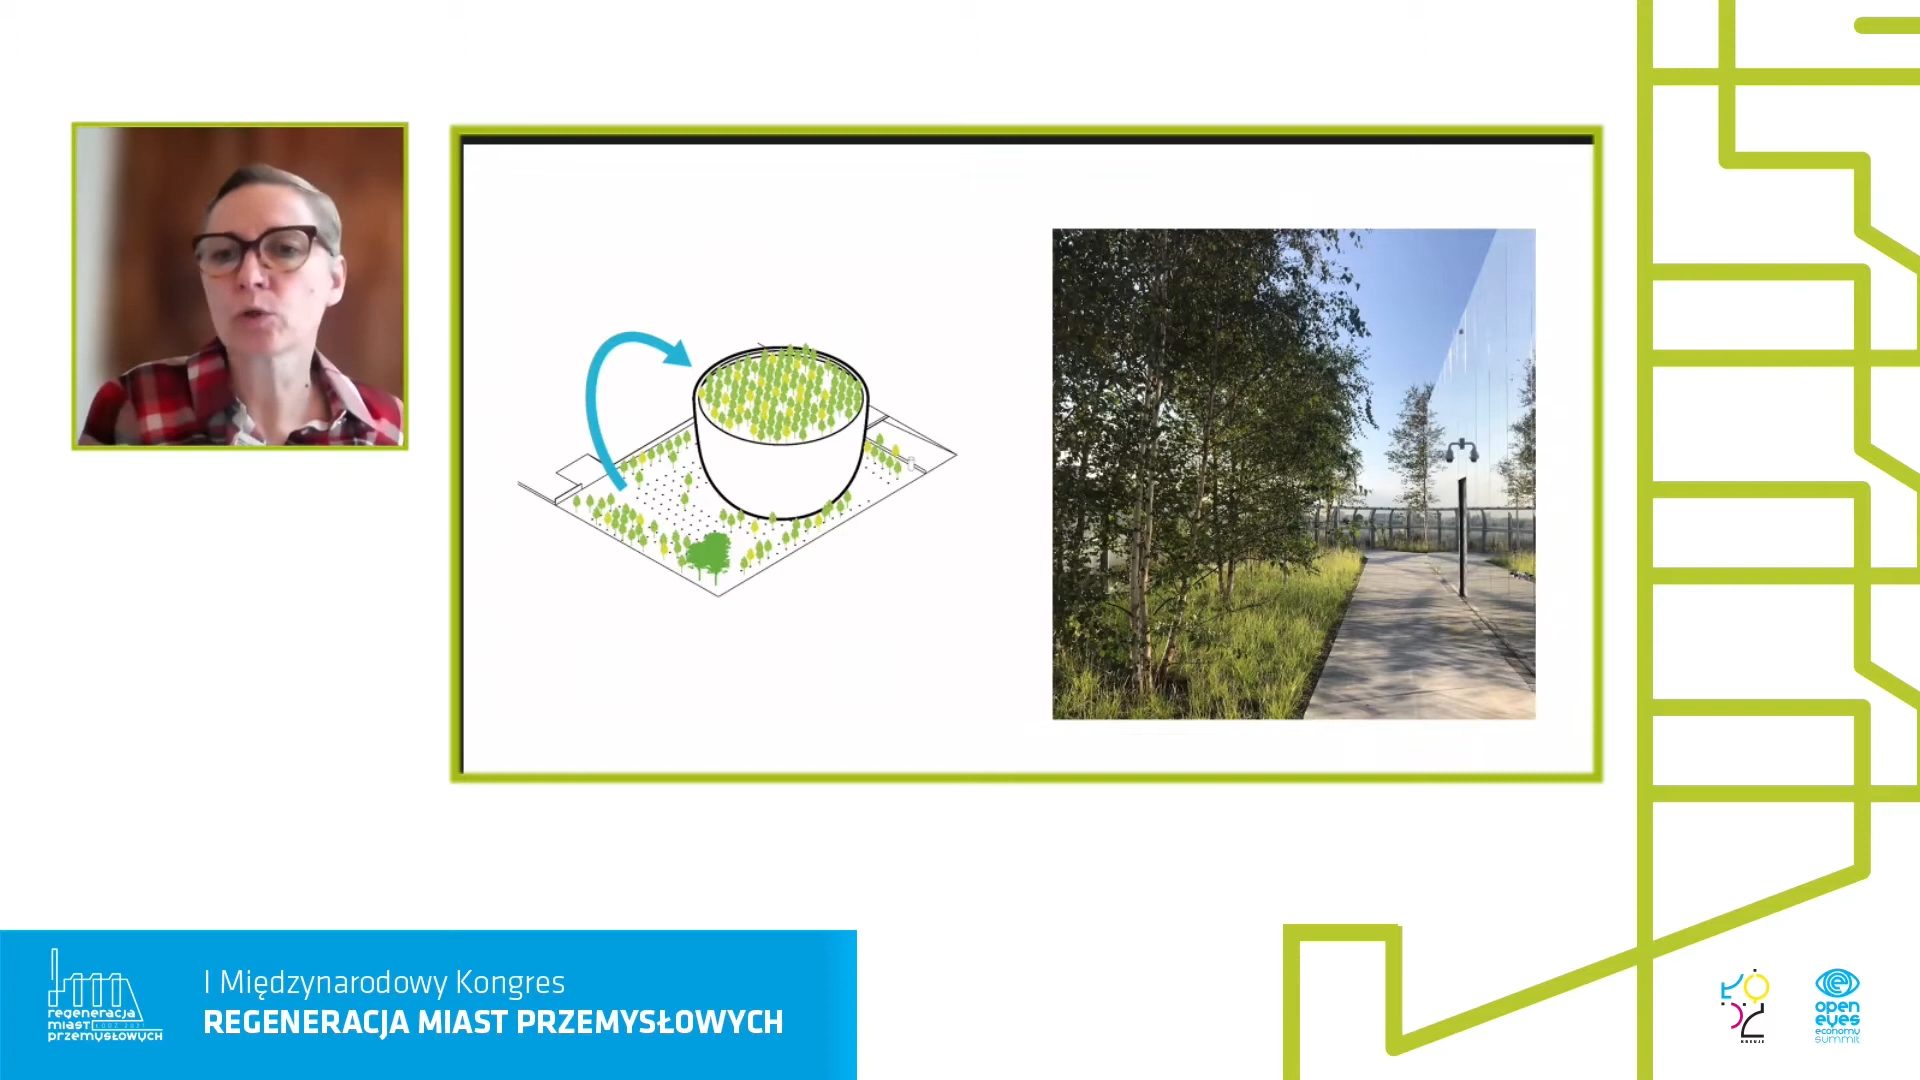 I Międzynarodowy Kongres
REGENERACJA MIAST PRZEMYSŁOWYCH
regeneracja
miast
przemysłowych
open
eyes
economy
summit